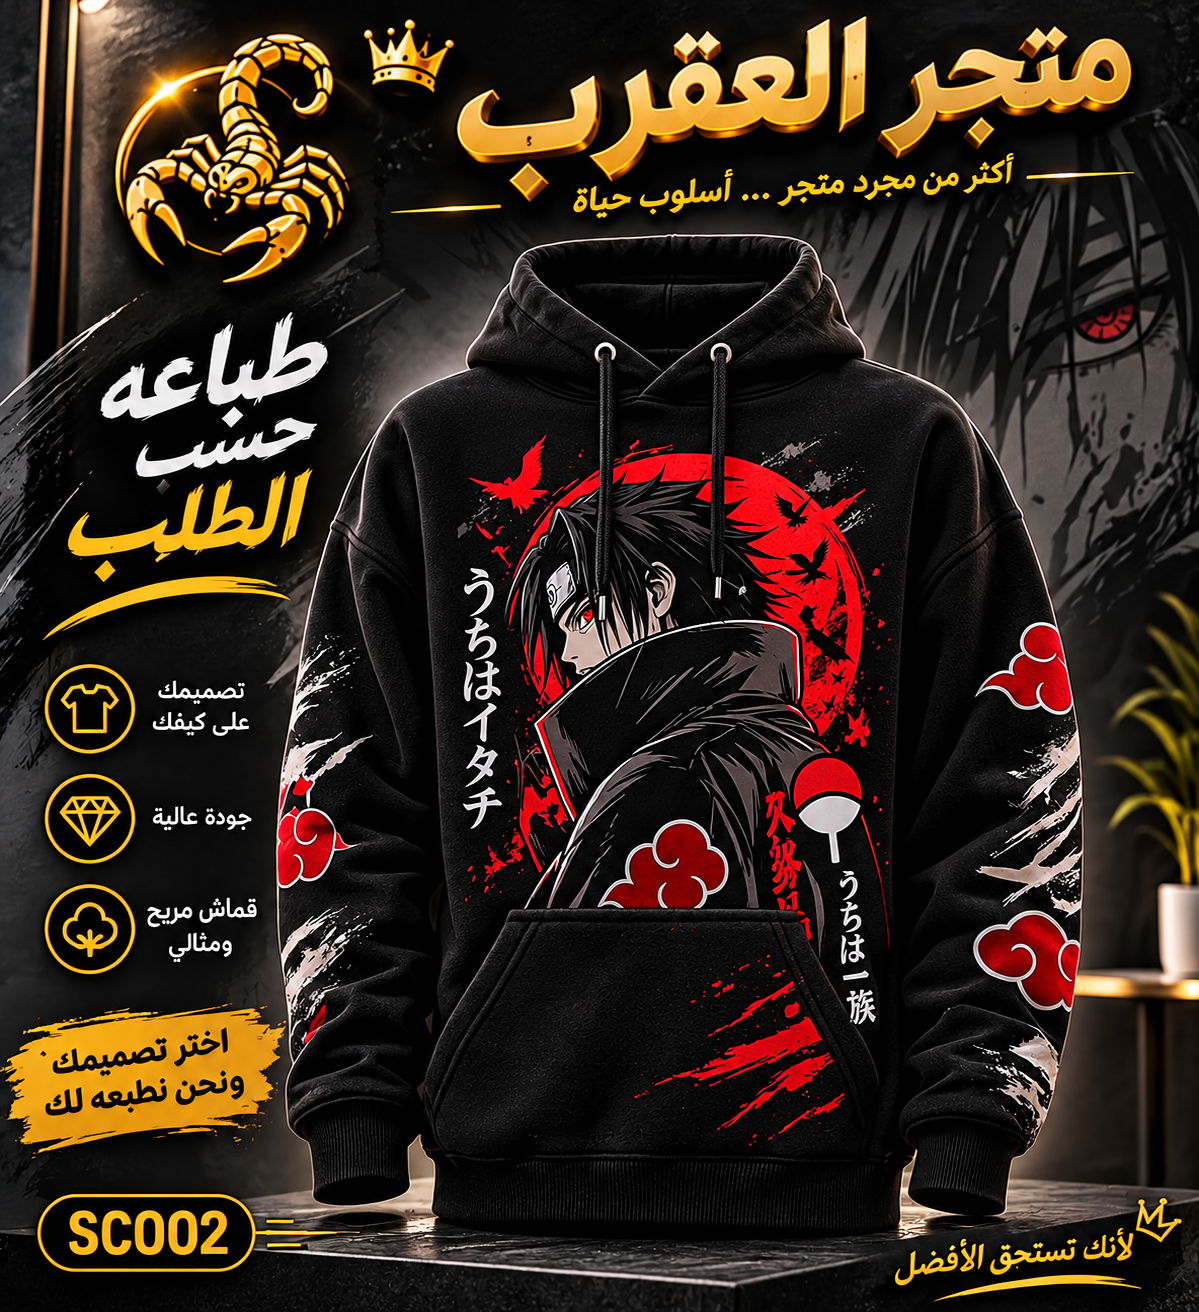 متجر العقرب
أكثر من مجرد متجر ... أسلوب حياة
طباعه
حسب
الطلب
تصميمك
على كيفك
جودة عالية
قماش مريح
ومثالي
اختر تصميمك
ونحن نطبعه لك
SC002
うちはイタチ
うちは一族
لأنك تستحق الأفضل